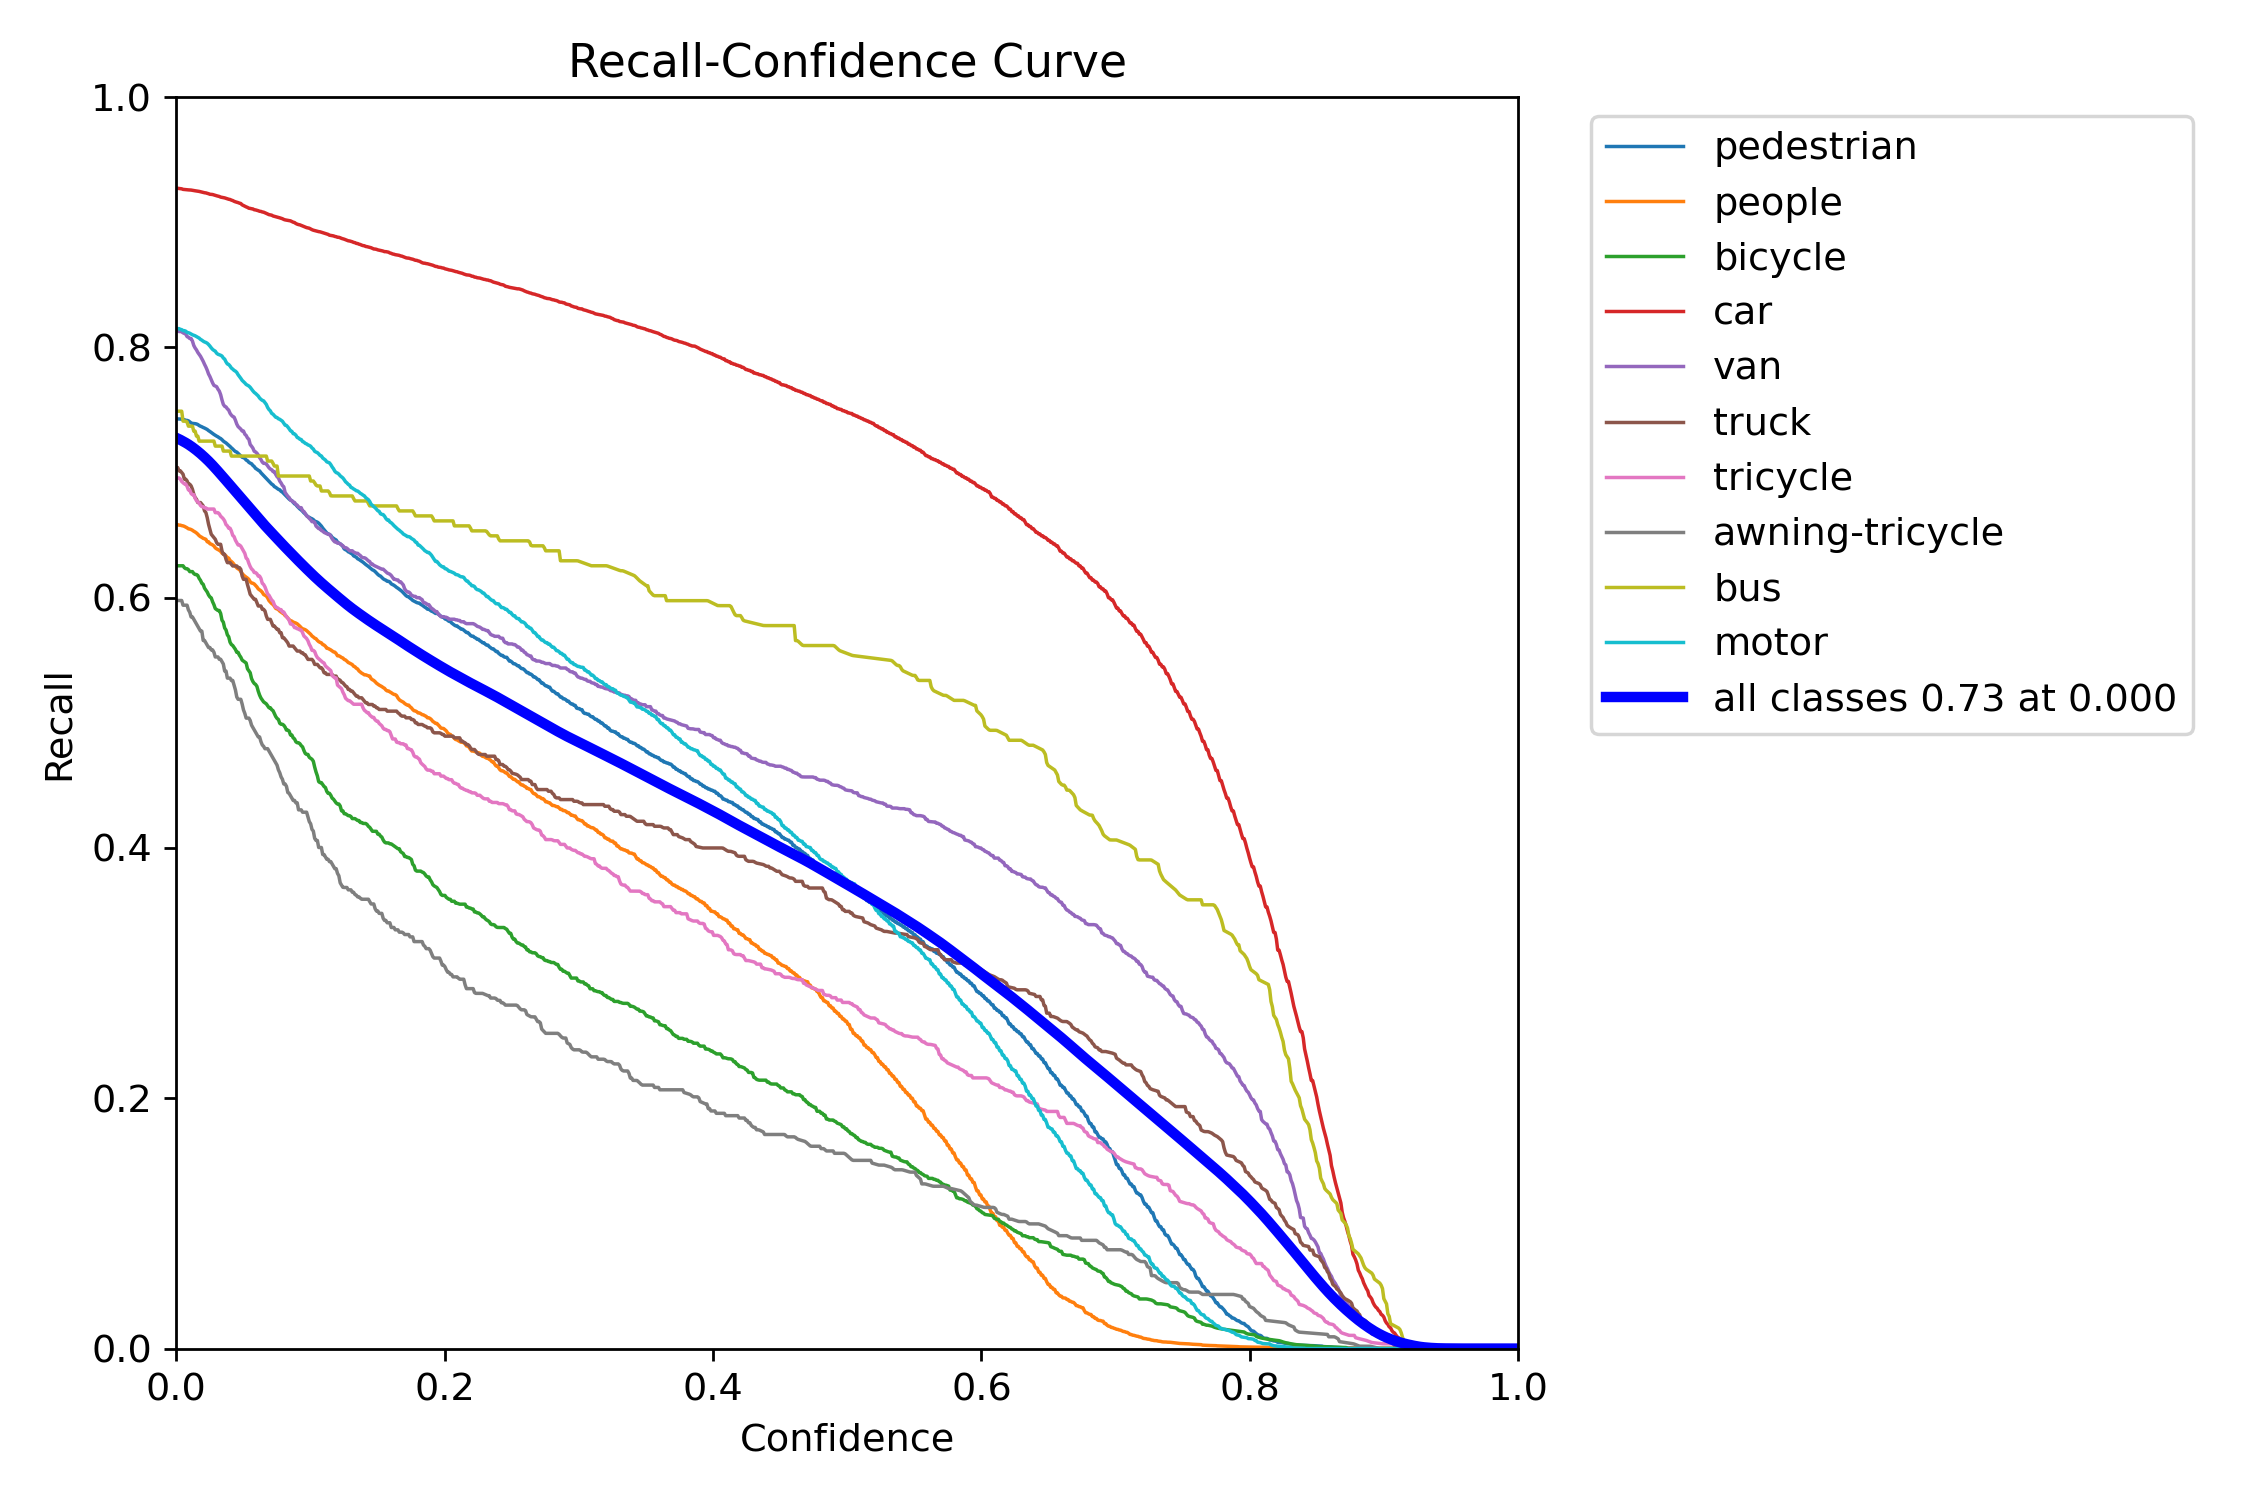 Recall-Confidence Curve
1.0
0.8
0.6
0.4
0.2
0.0
Recall
0.0 0.2 0.4 0.6 0.8 1.0
Confidence
pedestrian
people
bicycle
car
van
truck
tricycle
awning-tricycle
bus
motor
all classes 0.73 at 0.000